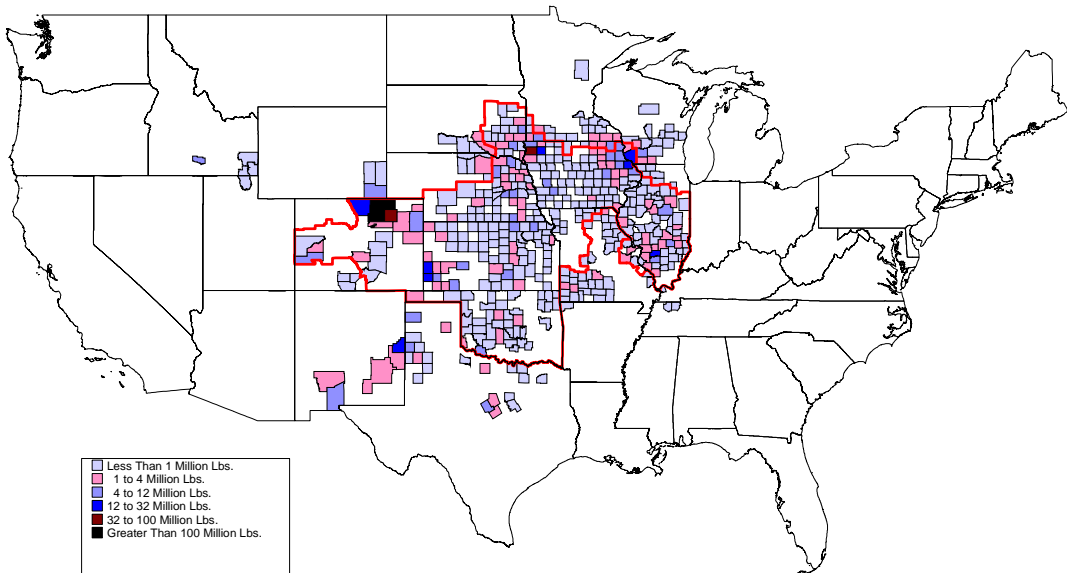 Less Than 1 Million Lbs.
1 to 4 Million Lbs.
4 to 12 Million Lbs.
12 to 32 Million Lbs.
32 to 100 Million Lbs.
Greater Than 100 Million Lbs.